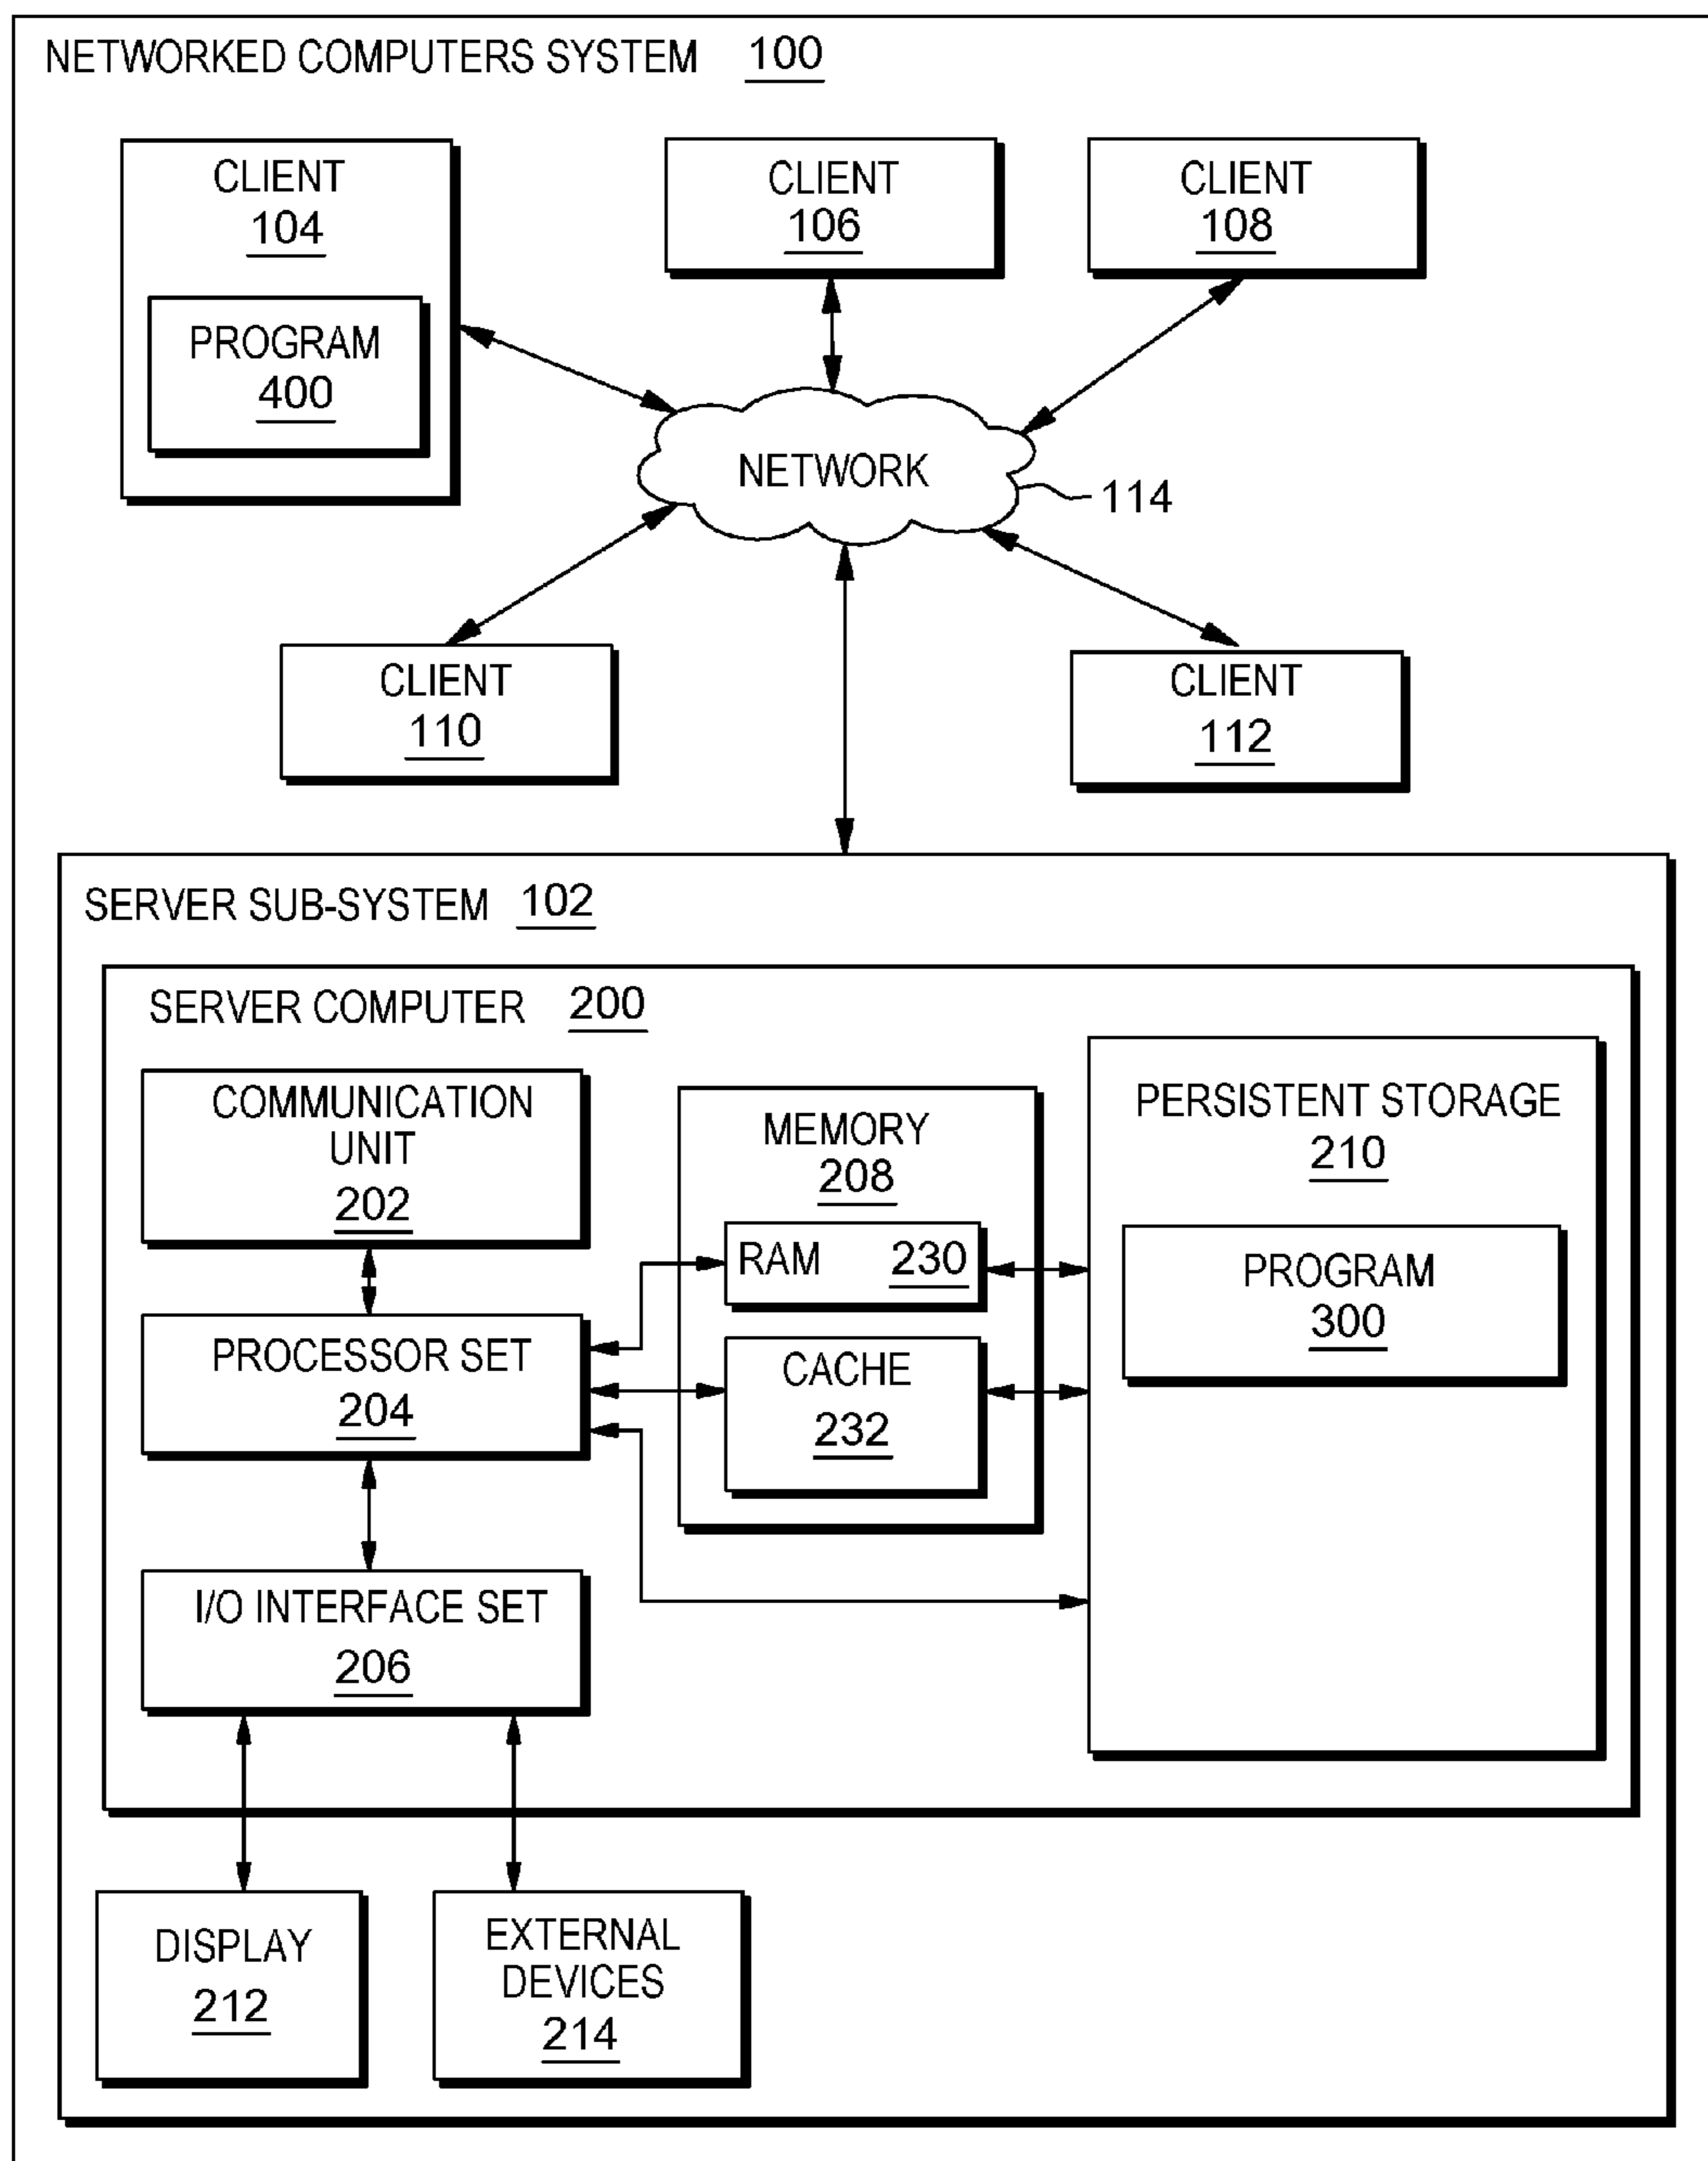 NETWORKED COMPUTERS SYSTEM 100
CLIENT
104
PROGRAM
400
CLIENT
106
CLIENT
108
NETWORK
114
CLIENT
110
CLIENT
112
SERVER SUB-SYSTEM 102
SERVER COMPUTER 200
COMMUNICATION
UNIT
202
PROCESSOR SET
204
I/O INTERFACE SET
206
MEMORY
208
RAM 230
CACHE
232
PERSISTENT STORAGE
210
PROGRAM
300
DISPLAY
212
EXTERNAL
DEVICES
214